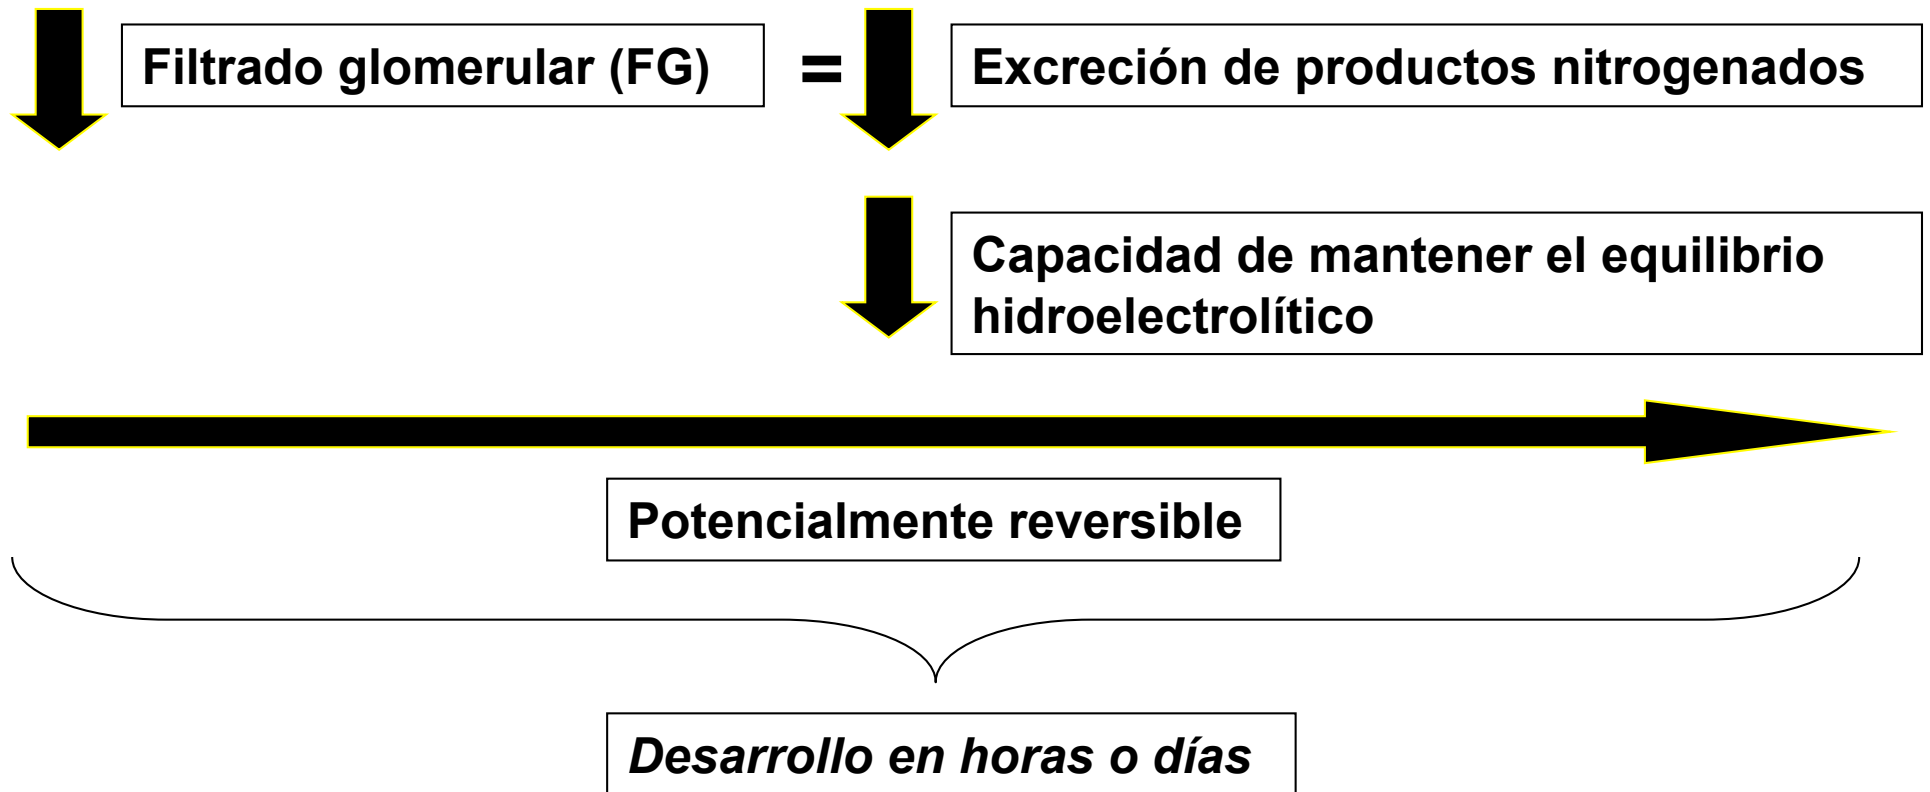 Filtrado glomerular (FG) = Excreción de productos nitrogenados
Capacidad de mantener el equilibrio
hidroelectrolítico
Potencialmente reversible
Desarrollo en horas o días